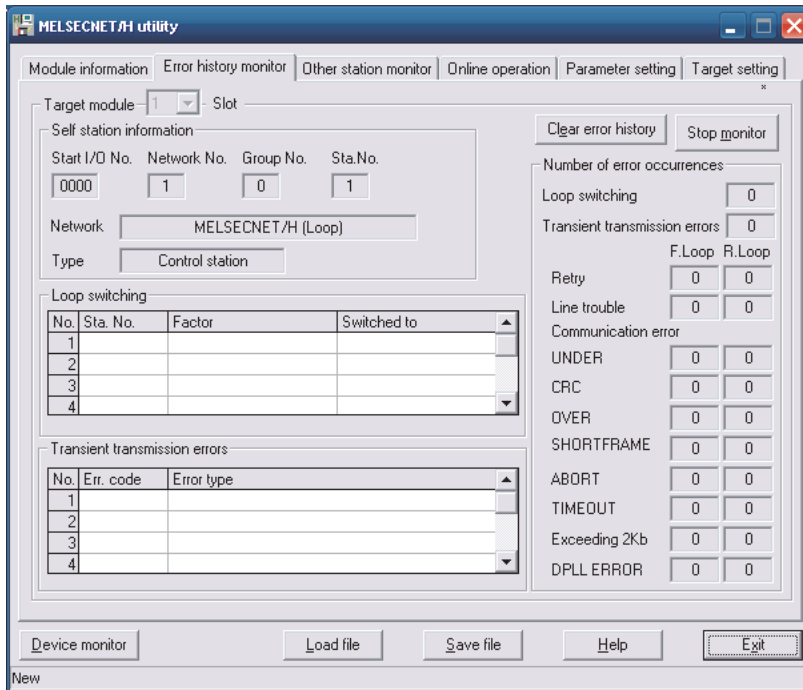 MELSECNET/H utility
Module information Error history monitor Other station monitor Online operation Parameter setting Target setting
Target module 1 Slot
Self station information
Start I/O No. Network No. Group No. Sta.No.
0000 1 0 1
Network MELSECNET/H (Loop)
Type Control station
Loop switching
No. Sta. No. Factor Switched to
1
2
3
4
Transient transmission errors
No. Err. code Error type
1
2
3
4
Clear error history Stop monitor
Number of error occurrences
Loop switching 0
Transient transmission errors 0
F.Loop R.Loop
Retry 0 0
Line trouble 0 0
Communication error
UNDER 0 0
CRC 0 0
OVER 0 0
SHORTFRAME 0 0
ABORT 0 0
TIMEOUT 0 0
Exceeding 2Kb 0 0
DPLL ERROR 0 0
Device monitor Load file Save file Help Exit
New